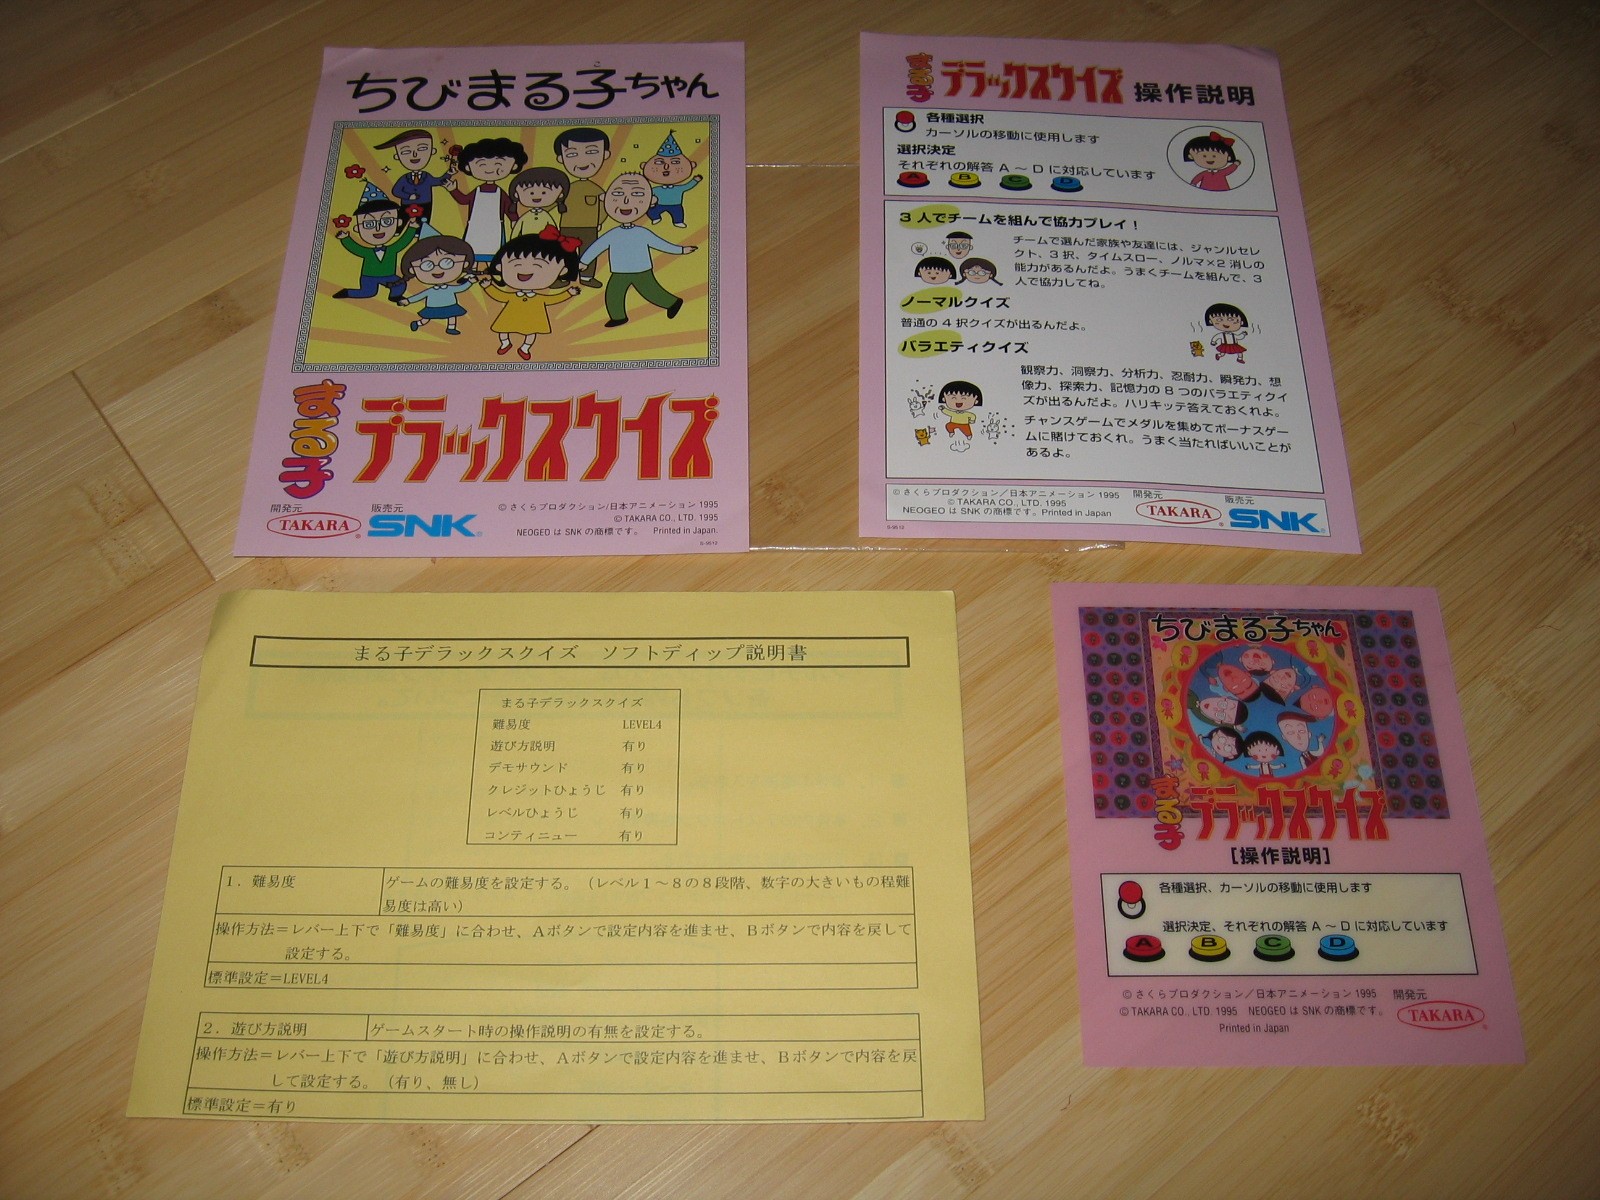 ちびまる子ちゃん
まる子
デラックスクイズ
開発元
TAKARA
販売元
SNK
©さくらプロダクション/日本アニメーション 1995
©TAKARA CO., LTD. 1995
NEOGEO は SNK の商標です。 Printed in Japan.
まる子 デラックスクイズ 操作説明
各種選択
カーソルの移動に使用します
選択決定
それぞれの解答 A ～ D に対応しています
A B C D
3 人でチームを組んで協力プレイ！
チームで選んだ家族や友達には、ジャンルセレ
クト、3 択、タイムスロー、ノルマ×2 消しの
能力があるんだよ。うまくチームを組んで、3
人で協力してね。
ノーマルクイズ
普通の 4 択クイズが出るんだよ。
バラエティクイズ
観察力、洞察力、分析力、忍耐力、瞬発力、想
像力、探索力、記憶力の 8 つのバラエティクイ
ズが出るんだよ。ハリキッテ答えておくれよ。
チャンスゲームでメダルを集めてボーナスゲー
ムに賭けておくれ。うまく当たればいいことが
あるよ。
©さくらプロダクション／日本アニメーション 1995
©TAKARA CO., LTD. 1995
NEOGEO は SNK の商標です。Printed in Japan.
開発元
TAKARA
販売元
SNK
まる子デラックスクイズ　ソフトディップ説明書
まる子デラックスクイズ
難易度 LEVEL4
遊び方説明 有り
デモサウンド 有り
クレジットひょうじ 有り
レベルひょうじ 有り
コンティニュー 有り
1．難易度 ゲームの難易度を設定する。（レベル１～８の８段階、数字の大きいもの程難
易度は高い）
操作方法＝レバー上下で「難易度」に合わせ、Aボタンで設定内容を進ませ、Bボタンで内容を戻して
設定する。
標準設定＝LEVEL4
2．遊び方説明 ゲームスタート時の操作説明の有無を設定する。
操作方法＝レバー上下で「遊び方説明」に合わせ、Aボタンで設定内容を進ませ、Bボタンで内容を戻
して設定する。（有り、無し）
標準設定＝有り
ちびまる子ちゃん
まる子
デラックスクイズ
[操作説明]
各種選択、カーソルの移動に使用します
選択決定、それぞれの解答 A ～ D に対応しています
A B C D
©さくらプロダクション／日本アニメーション 1995
©TAKARA CO., LTD. 1995 NEOGEO は SNK の商標です。
Printed in Japan
開発元
TAKARA